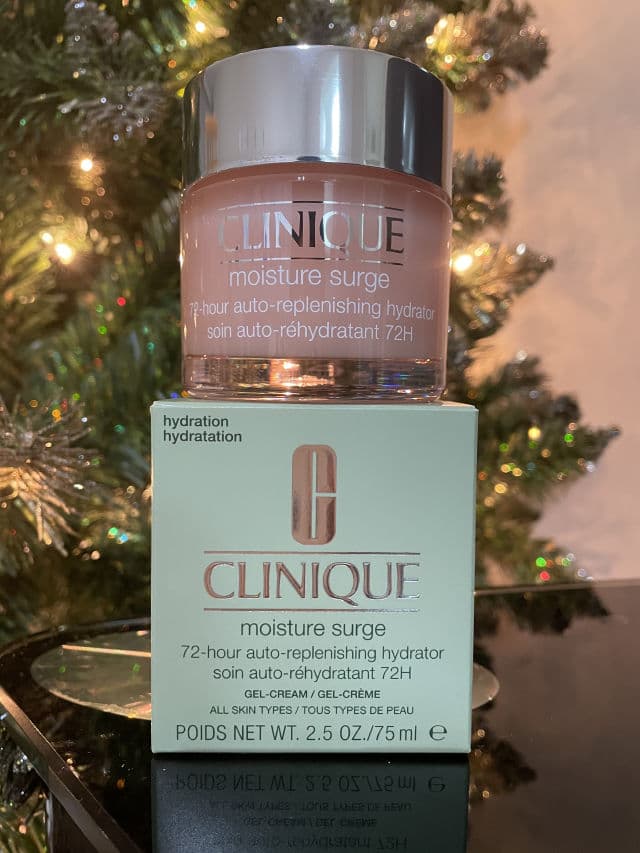 CLINIQUE
moisture surge
72-hour auto-replenishing hydrator
soin auto-réhydratant 72H
hydration
hydratation
CLINIQUE
moisture surge
72-hour auto-replenishing hydrator
soin auto-réhydratant 72H
GEL-CREAM / GEL-CRÈME
ALL SKIN TYPES / TOUS TYPES DE PEAU
POIDS NET WT. 2.5 OZ./75 ml ℮